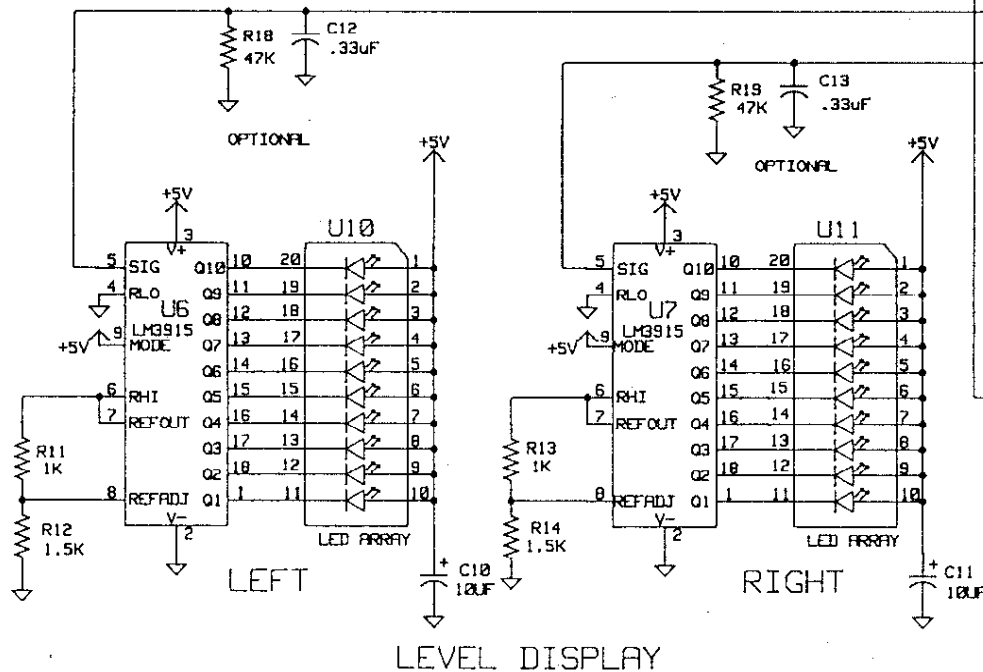 R18
47K
C12
.33uF
OPTIONAL
R19
47K
C13
.33uF
OPTIONAL
+5V
+5V
3
V+
U10
5 SIG Q10 10 20 1
4 RLO Q9 11 19 2
U6
Q8 12 18 3
LM3915
+5V 9 MODE Q7 13 17 4
Q6 14 16 5
6 RHI Q5 15 15 6
7 REFOUT Q4 16 14 7
Q3 17 13 8
Q2 18 12 9
8 REFADJ Q1 1 11 10
V-
2
LED ARRAY
R11
1K
R12
1.5K
LEFT
C10
10UF
+
+5V
+5V
3
V+
U11
5 SIG Q10 10 20 1
4 RLO Q9 11 19 2
U7
Q8 12 18 3
LM3915
+5V 9 MODE Q7 13 17 4
Q6 14 16 5
6 RHI Q5 15 15 6
7 REFOUT Q4 16 14 7
Q3 17 13 8
Q2 18 12 9
8 REFADJ Q1 1 11 10
V-
2
LED ARRAY
R13
1K
R14
1.5K
RIGHT
+
C11
10UF
LEVEL DISPLAY